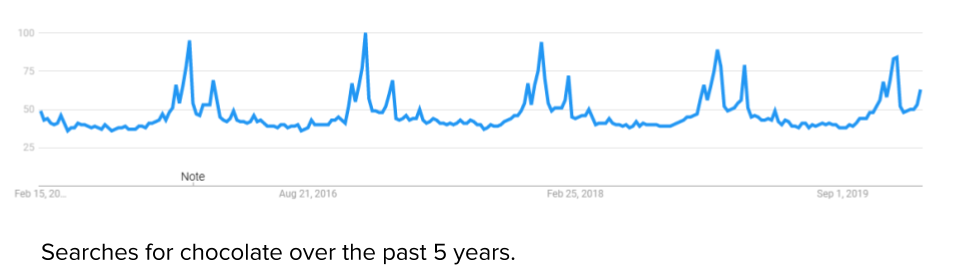 100
75
50
25
Note
Feb 15, 20...
Aug 21, 2016
Feb 25, 2018
Sep 1, 2019
Searches for chocolate over the past 5 years.